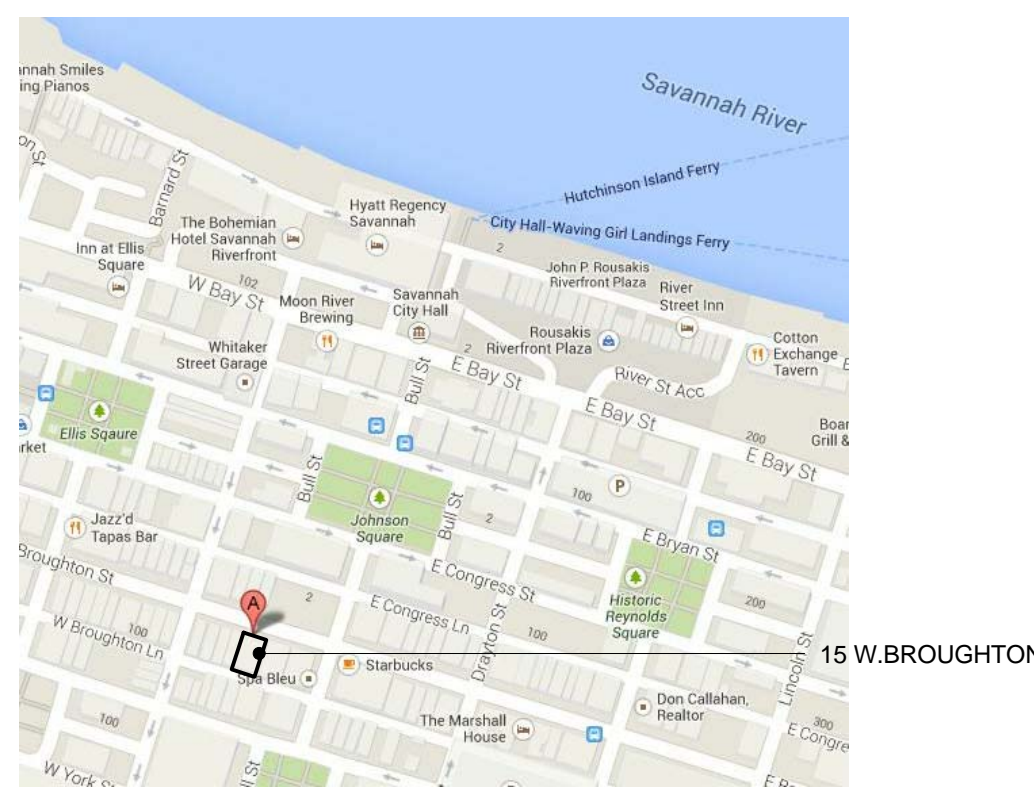 Savannah River
annah Smiles
ing Pianos
on St
Barnard St
Hutchinson Island Ferry
City Hall-Waving Girl Landings Ferry
Hyatt Regency
Savannah
The Bohemian
Hotel Savannah
Riverfront
Inn at Ellis
Square
2
John P. Rousakis
Riverfront Plaza
River
Street Inn
102
W Bay St
Moon River
Brewing
Savannah
City Hall
Rousakis
Riverfront Plaza
Cotton
Exchange
Tavern
E
Whitaker
Street Garage
2
E Bay St
Bull St
River St Acc
E Bay St
Boar
Grill &
200
E Bay St
Ellis Sqaure
rket
Bull St
P
100
Johnson
Square
Bull St
2
Jazz'd
Tapas Bar
E Bryan St
Broughton St
E Congress St
Historic
Reynolds
Square
200
A
2
E Congress Ln
100
Drayton St
Lincoln St
W Broughton Ln
100
15 W.BROUGHTON
Starbucks
Spa Bleu
Don Callahan,
Realtor
100
The Marshall
House
300
E Congre
W York St
ll St
E B